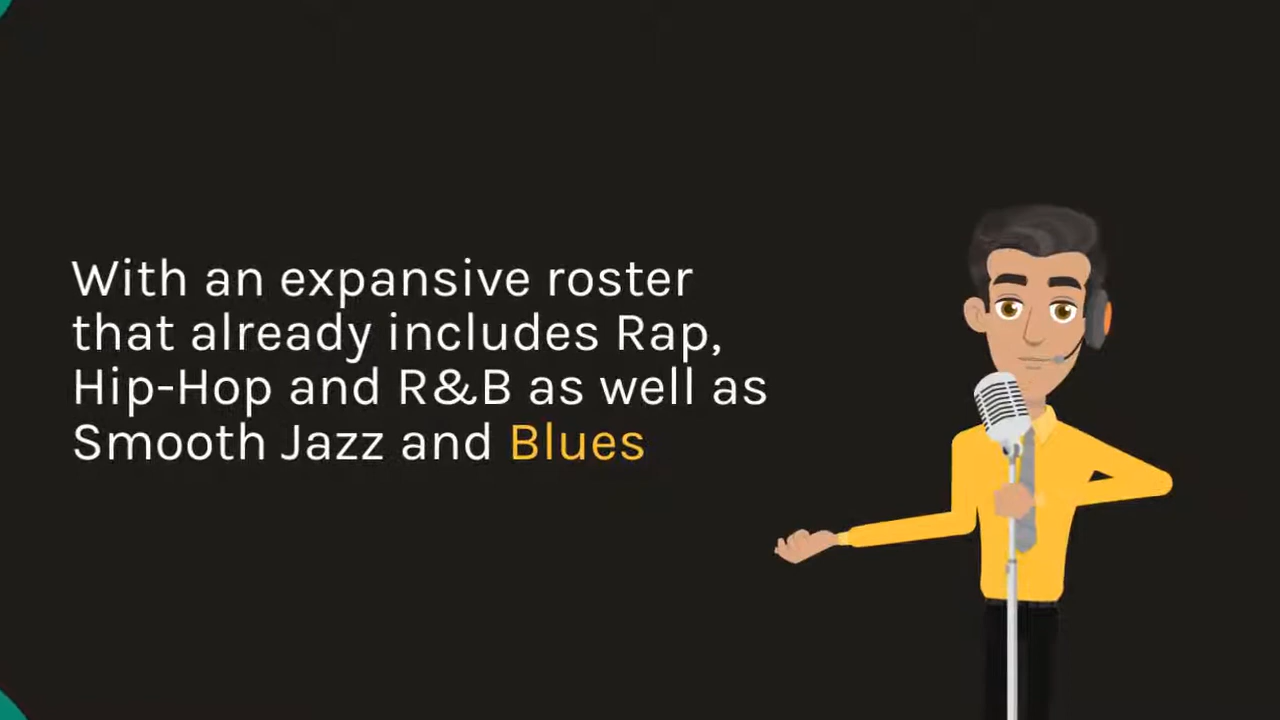 With an expansive roster
that already includes Rap,
Hip-Hop and R&B as well as
Smooth Jazz and Blues